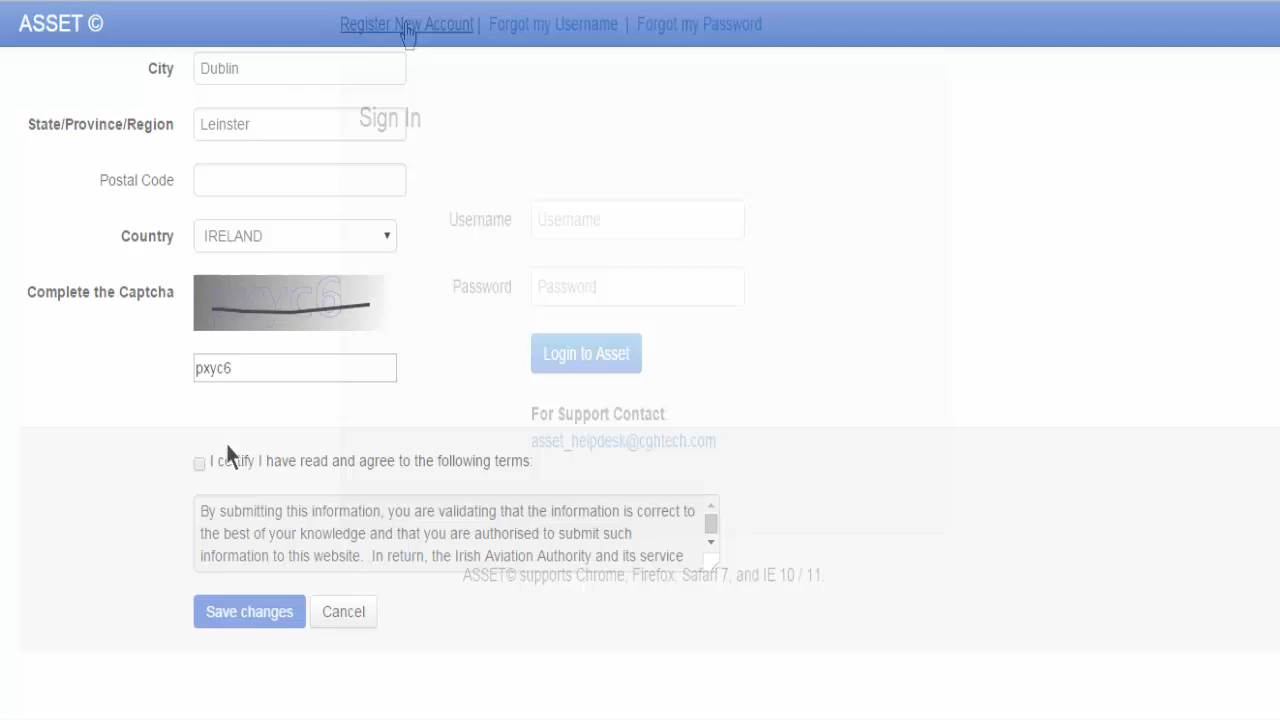 ASSET ©
Register New Account | Forgot my Username | Forgot my Password
City Dublin
Sign In
State/Province/Region Leinster
Postal Code
Username Username
Country IRELAND
Password Password
Complete the Captcha pxyc6
Login to Asset
pxyc6
For Support Contact:
asset_helpdesk@cghtech.com
I certify I have read and agree to the following terms:
By submitting this information, you are validating that the information is correct to
the best of your knowledge and that you are authorised to submit such
information to this website. In return, the Irish Aviation Authority and its service
ASSET© supports Chrome, Firefox, Safari 7, and IE 10 / 11.
Save changes Cancel